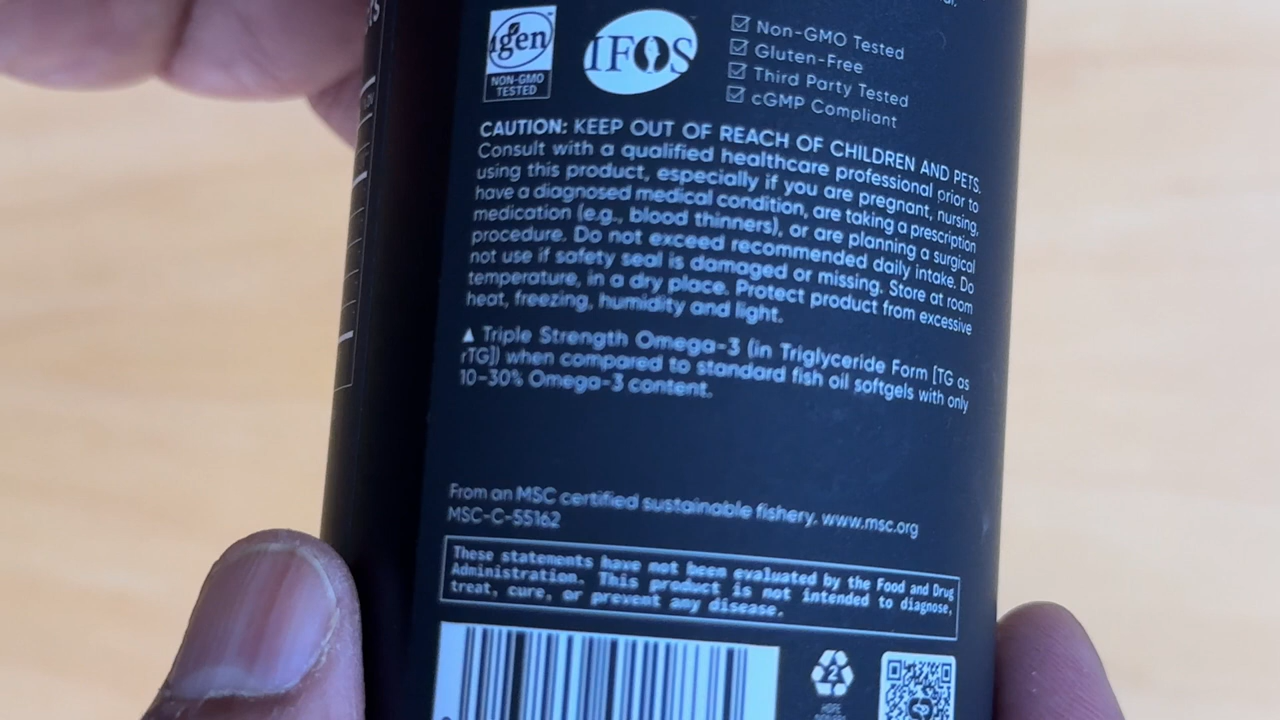 igen™
NON-GMO
TESTED
IFOS
Non-GMO Tested
Gluten-Free
Third Party Tested
cGMP Compliant
CAUTION: KEEP OUT OF REACH OF CHILDREN AND PETS.
Consult with a qualified healthcare professional prior to
using this product, especially if you are pregnant, nursing,
have a diagnosed medical condition, are taking a prescription
medication (e.g., blood thinners), or are planning a surgical
procedure. Do not exceed recommended daily intake. Do
not use if safety seal is damaged or missing. Store at room
temperature, in a dry place. Protect product from excessive
heat, freezing, humidity and light.
▲ Triple Strength Omega-3 (in Triglyceride Form [TG as
rTG]) when compared to standard fish oil softgels with only
10-30% Omega-3 content.
From an MSC certified sustainable fishery. www.msc.org
MSC-C-55162
These statements have not been evaluated by the Food and Drug
Administration. This product is not intended to diagnose,
treat, cure, or prevent any disease.
2
HDPE